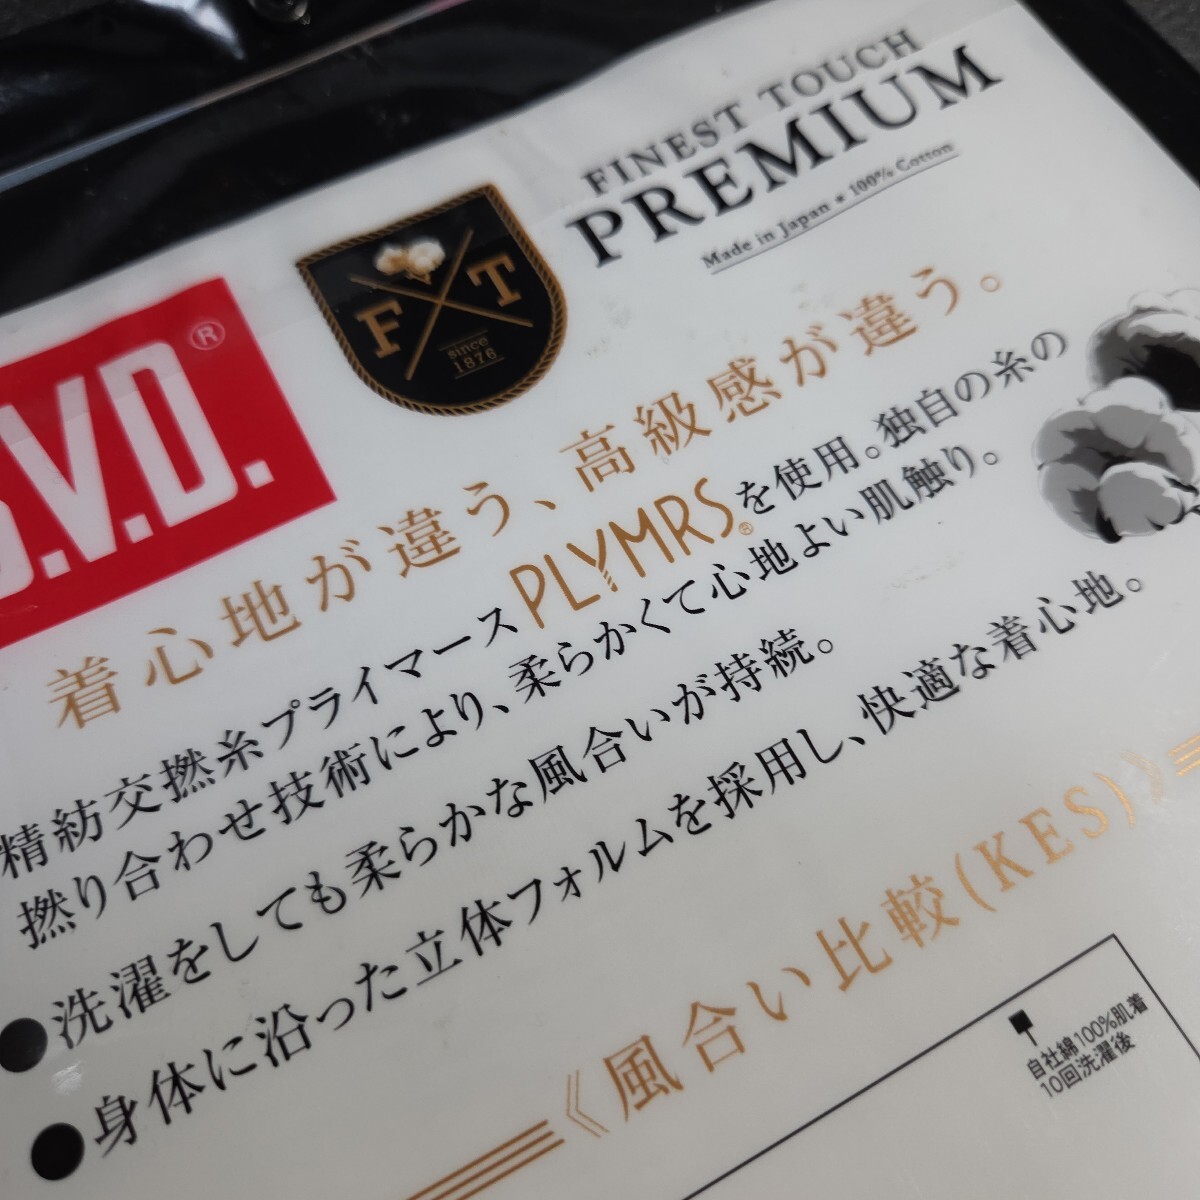 FINEST TOUCH
PREMIUM
Made in Japan • 100% Cotton
F T
since
1876
B.V.D.®
着心地が違う、高級感が違う。
精紡交撚糸プライマースPLYMRS®を使用。独自の糸の
撚り合わせ技術により、柔らかくて心地よい肌触り。
●洗濯をしても柔らかな風合いが持続。
●身体に沿った立体フォルムを採用し、快適な着心地。
《風合い比較(KES)》
自社綿100%肌着
10回洗濯後